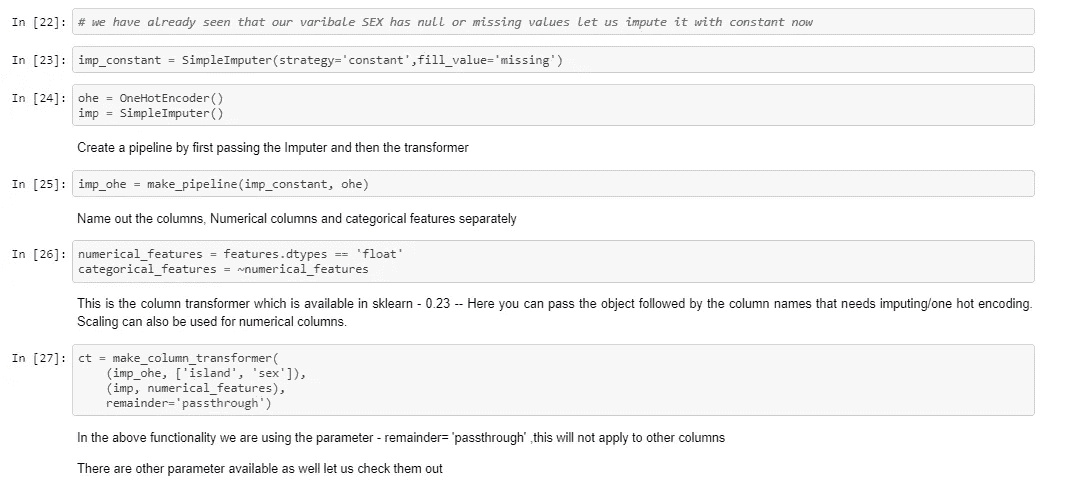 In [22]: # we have already seen that our varibale SEX has null or missing values let us impute it with constant now
In [23]: imp_constant = SimpleImputer(strategy='constant',fill_value='missing')
In [24]: ohe = OneHotEncoder()
imp = SimpleImputer()
Create a pipeline by first passing the Imputer and then the transformer
In [25]: imp_ohe = make_pipeline(imp_constant, ohe)
Name out the columns, Numerical columns and categorical features separately
In [26]: numerical_features = features.dtypes == 'float'
categorical_features = ~numerical_features
This is the column transformer which is available in sklearn - 0.23 -- Here you can pass the object followed by the column names that needs imputing/one hot encoding.
Scaling can also be used for numerical columns.
In [27]: ct = make_column_transformer(
(imp_ohe, ['island', 'sex']),
(imp, numerical_features),
remainder='passthrough')
In the above functionality we are using the parameter - remainder= 'passthrough' ,this will not apply to other columns
There are other parameter available as well let us check them out